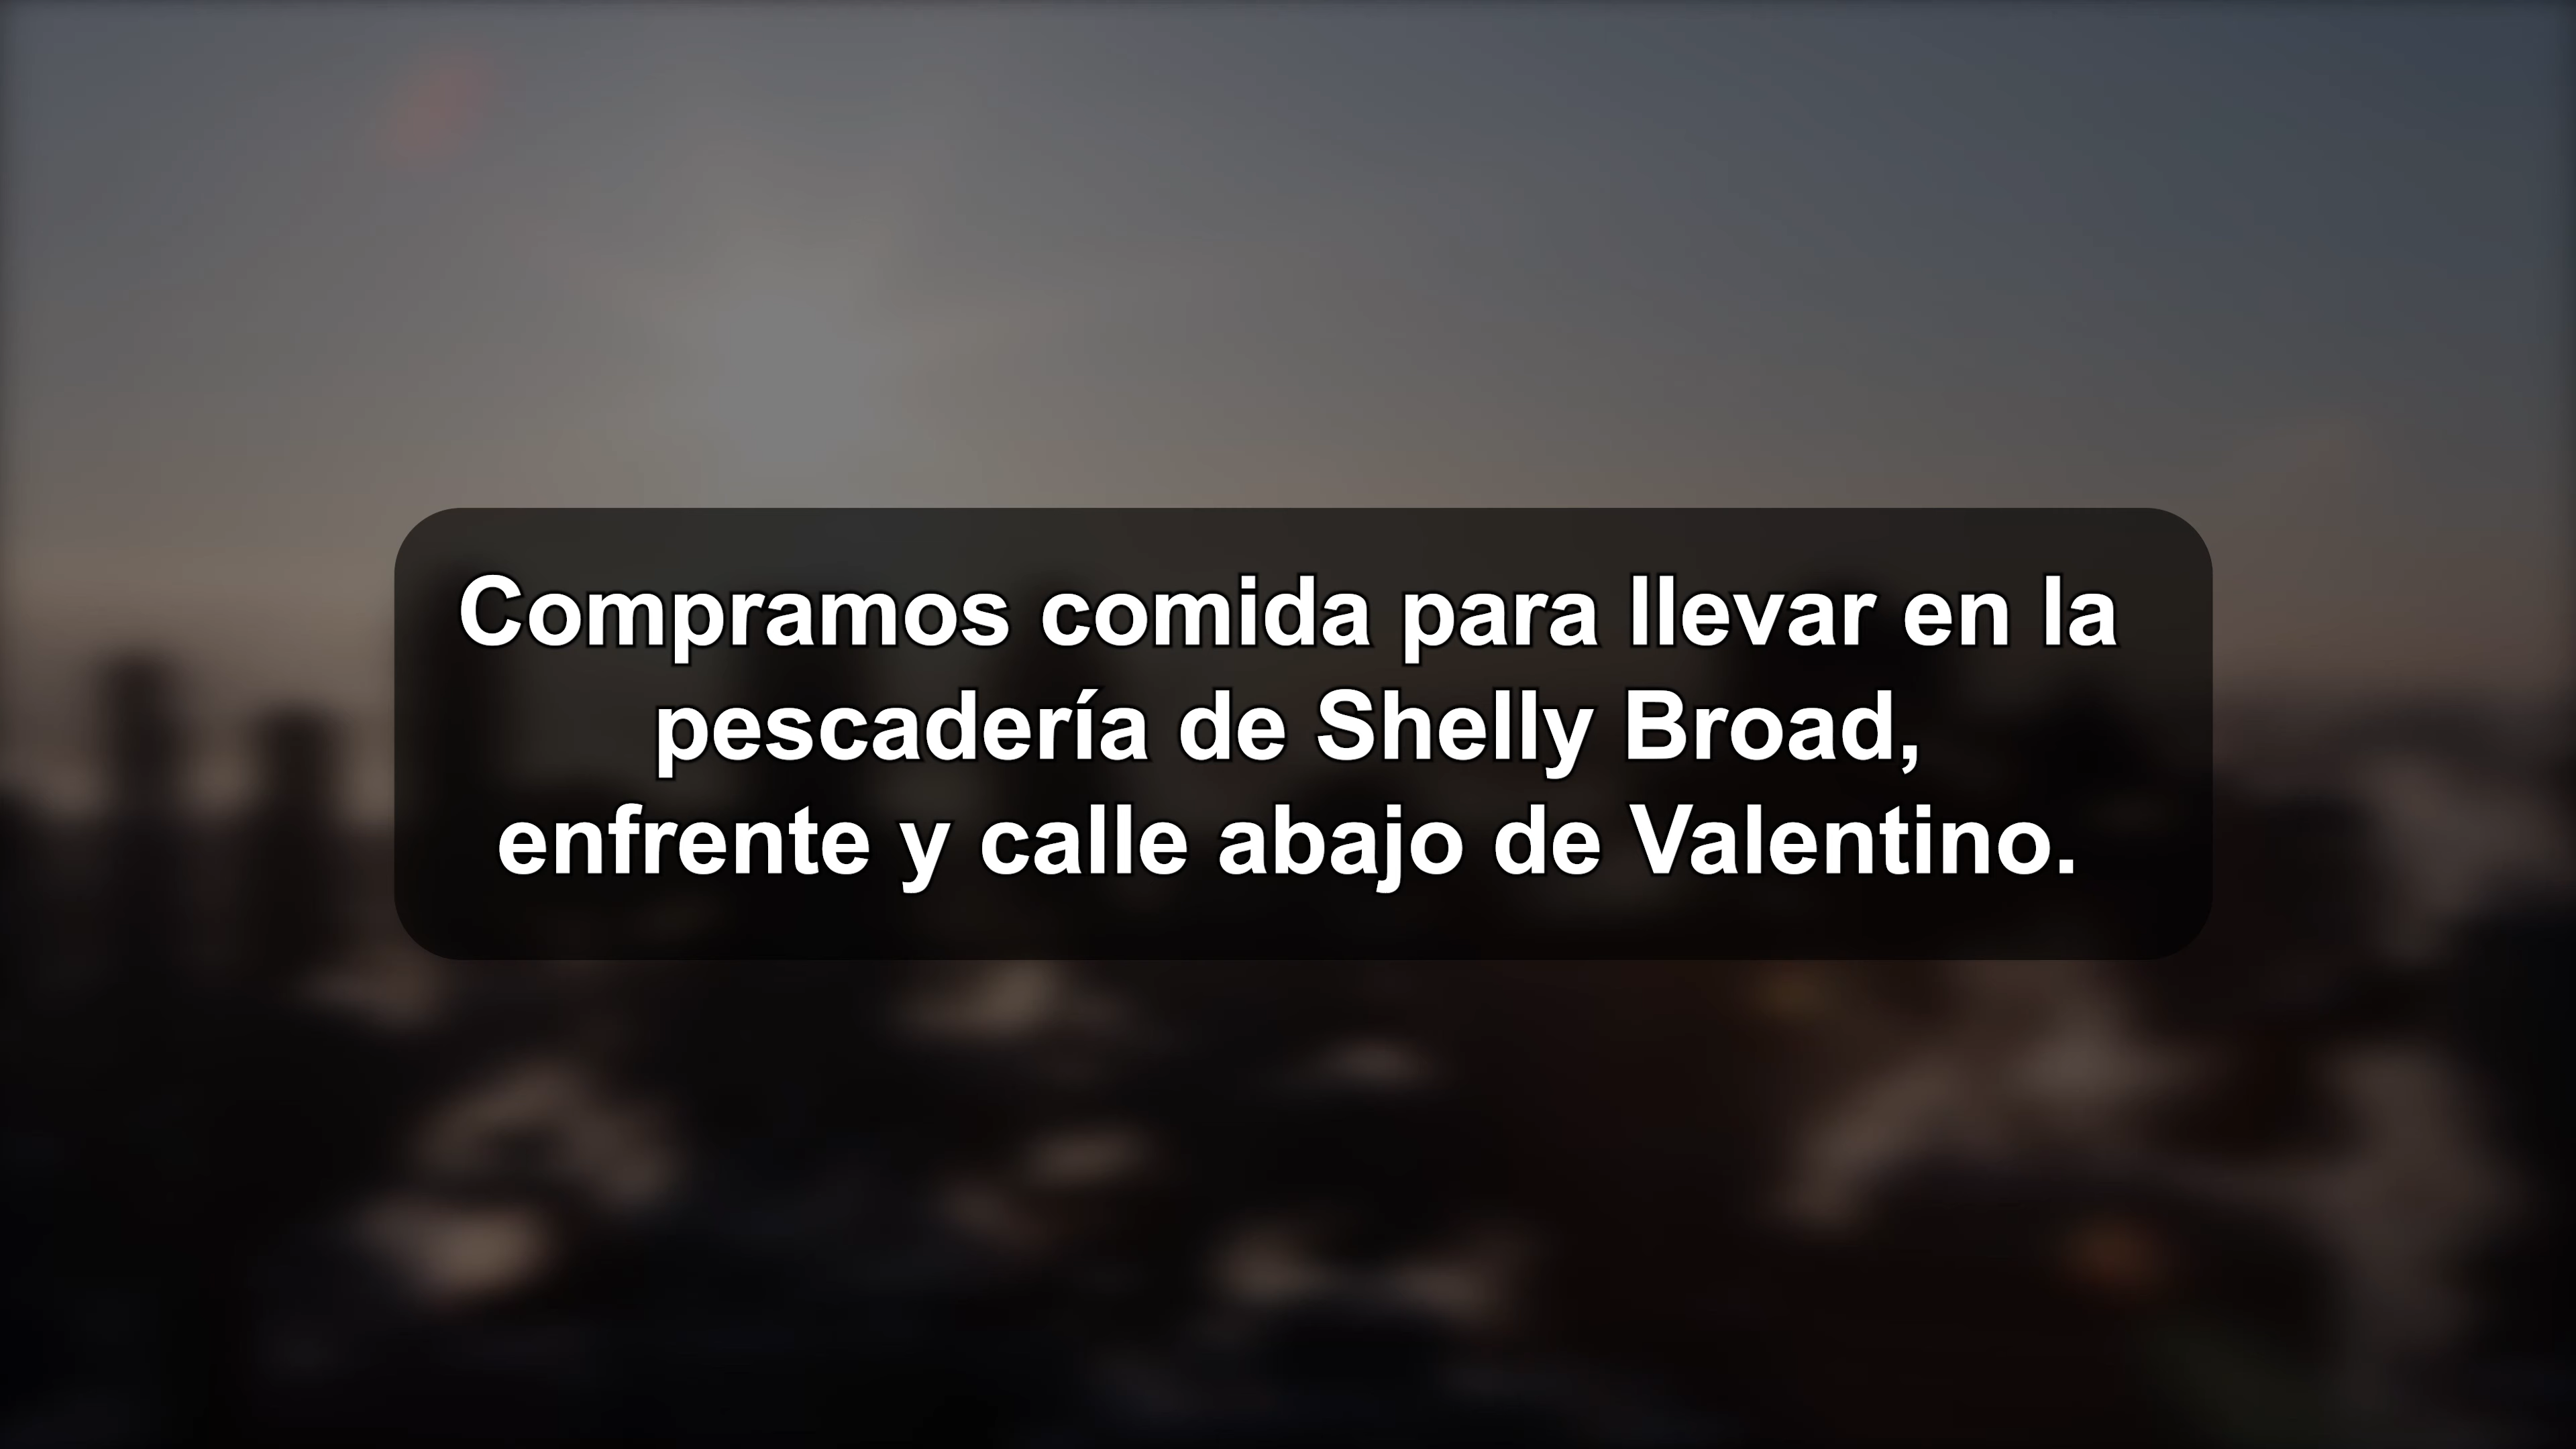 Compramos comida para llevar en la
pescadería de Shelly Broad,
enfrente y calle abajo de Valentino.